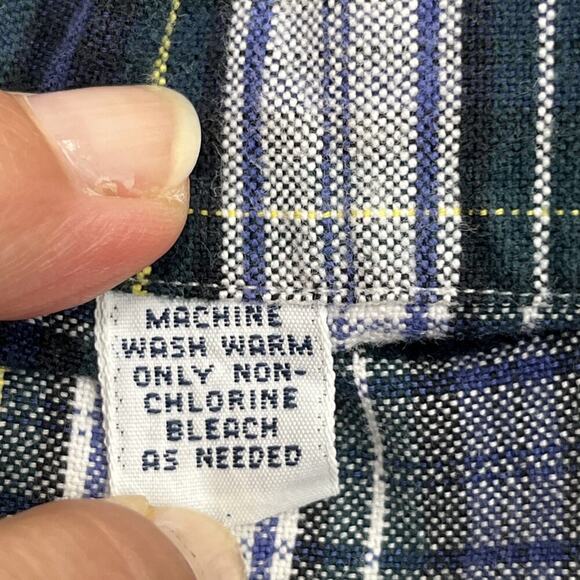 MACHINE
WASH WARM
ONLY NON-
CHLORINE
BLEACH
AS NEEDED